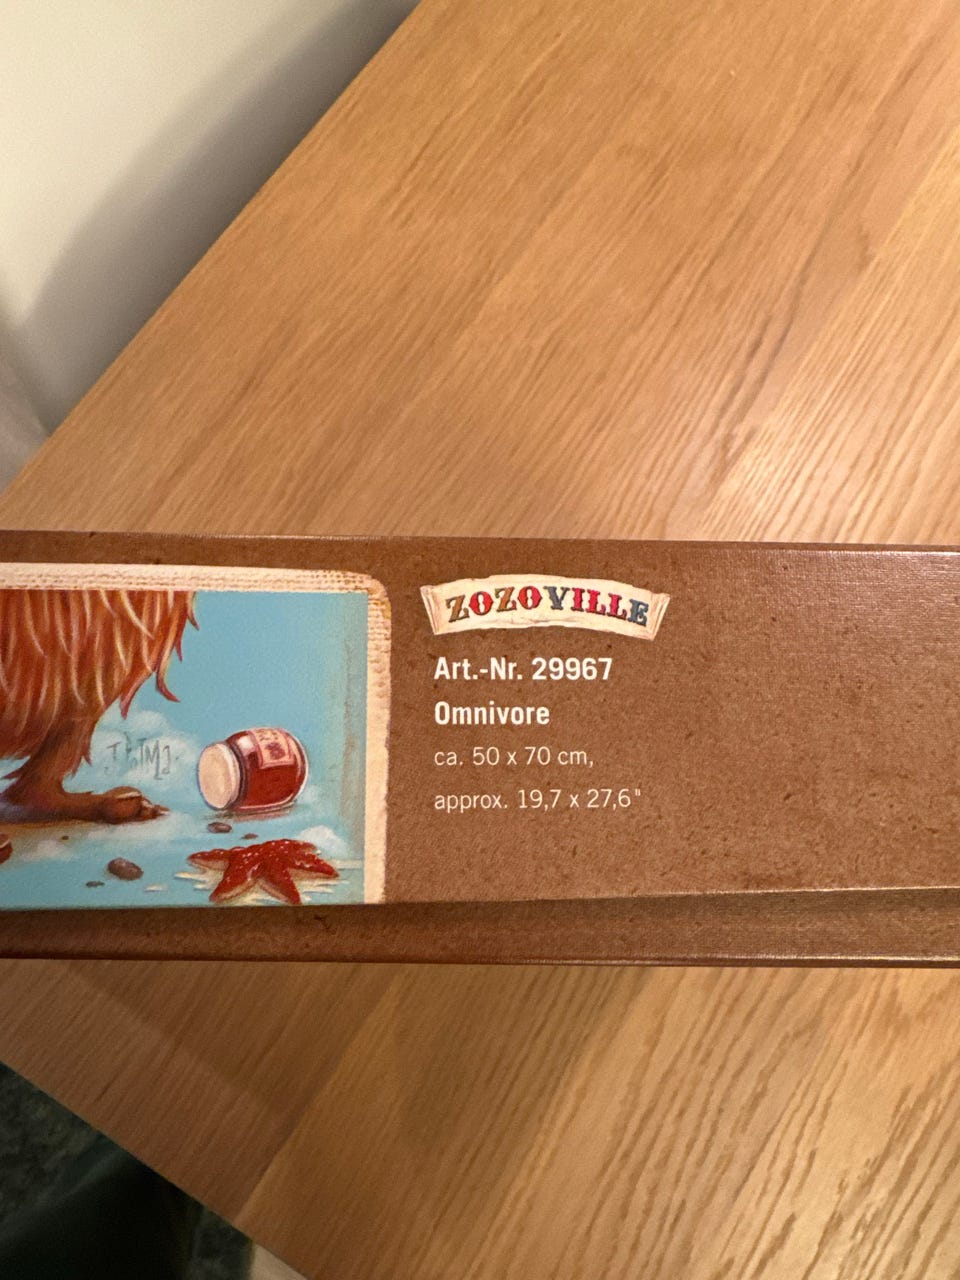 ZOZOVILLE
Art.-Nr. 29967
Omnivore
ca. 50 x 70 cm,
approx. 19,7 x 27,6"